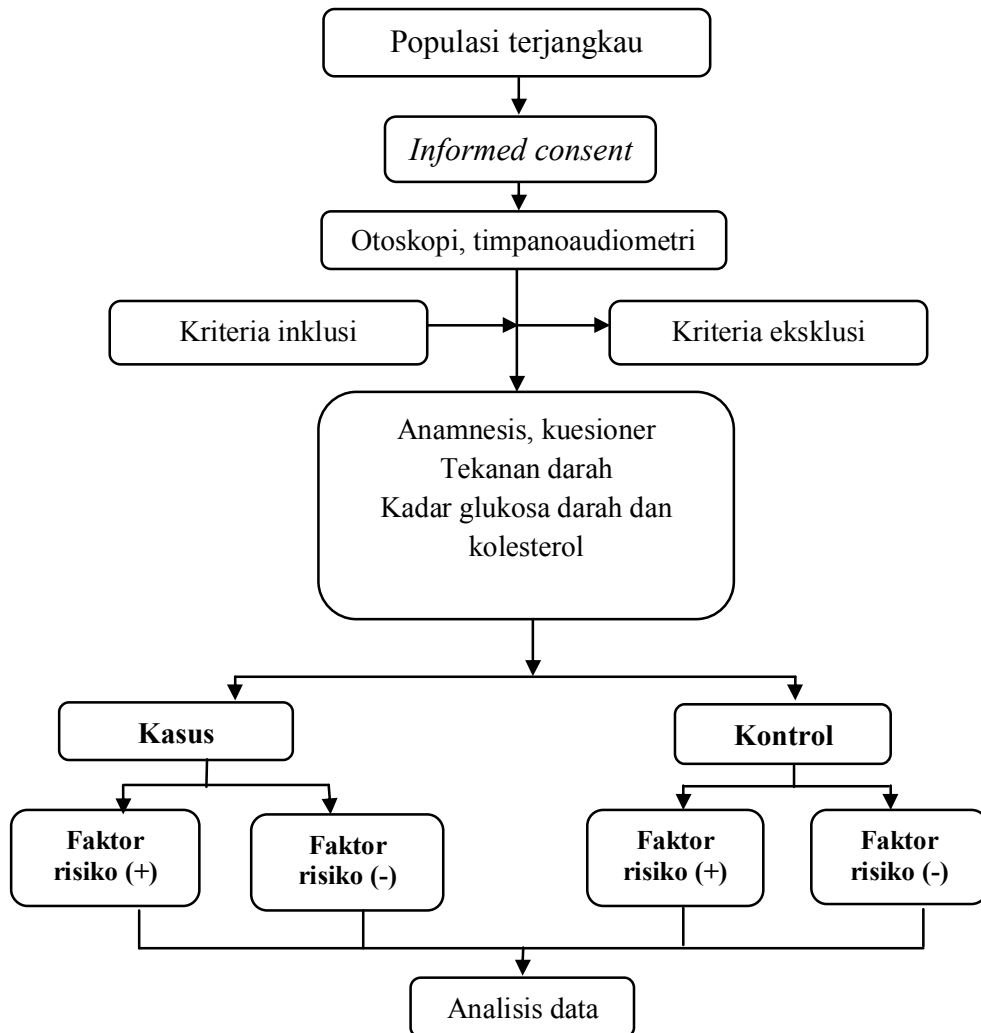 Populasi terjangkau
Informed consent
Otoskopi, timpanoaudiometri
Kriteria inklusi
Kriteria eksklusi
Anamnesis, kuesioner
Tekanan darah
Kadar glukosa darah dan
kolesterol
Kasus
Kontrol
Faktor
risiko (+)
Faktor
risiko (-)
Faktor
risiko (+)
Faktor
risiko (-)
Analisis data